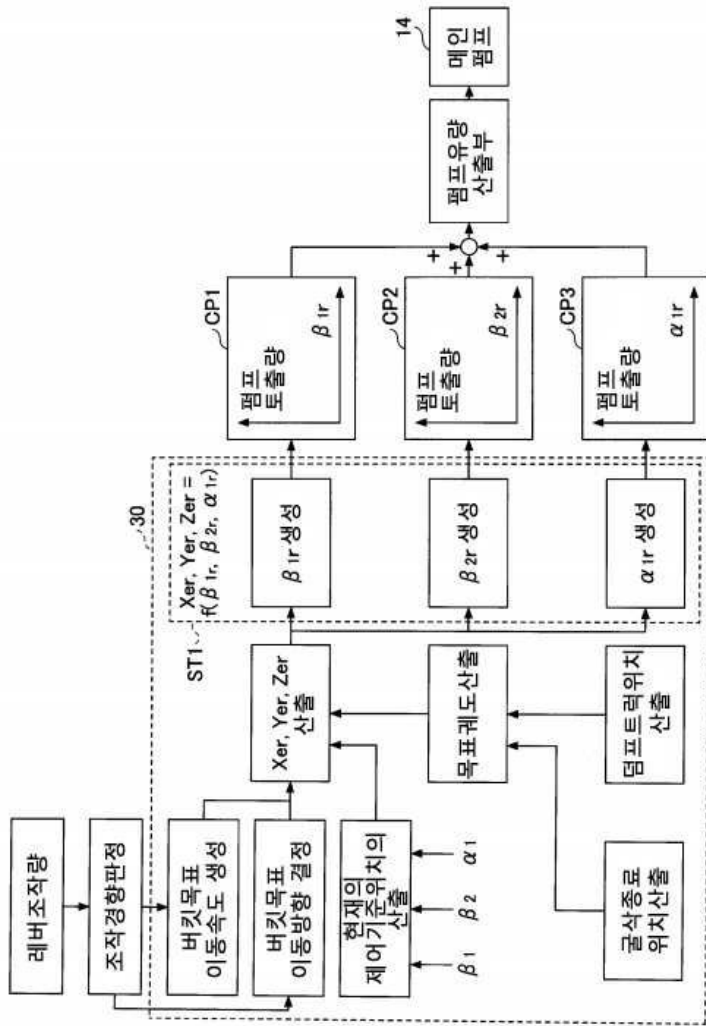 레버조작량
조작경향판정
버킷목표
이동속도 생성
버킷목표
이동방향 결정
현재의
제어기준위치의
산출
β1
β2
α1
굴삭종료
위치산출
Xer, Yer, Zer
산출
목표궤도산출
덤프트럭위치
산출
ST1
30
Xer, Yer, Zer =
f(β1r, β2r, α1r)
β1r 생성
β2r 생성
α1r 생성
CP1
펌프
토출량
β1r
CP2
펌프
토출량
β2r
CP3
펌프
토출량
α1r
+
+
+
펌프유량
산출부
14
메인
펌프